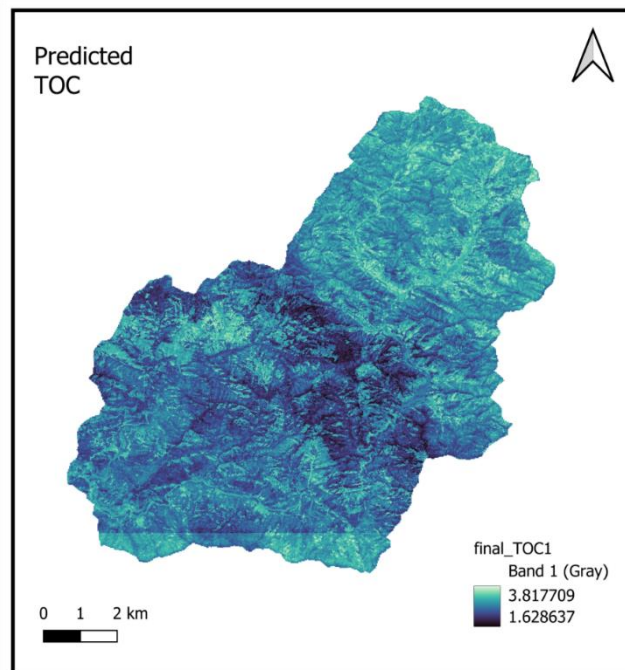 Predicted
TOC
final_TOC1
Band 1 (Gray)
3.817709
1.628637
0 1 2 km